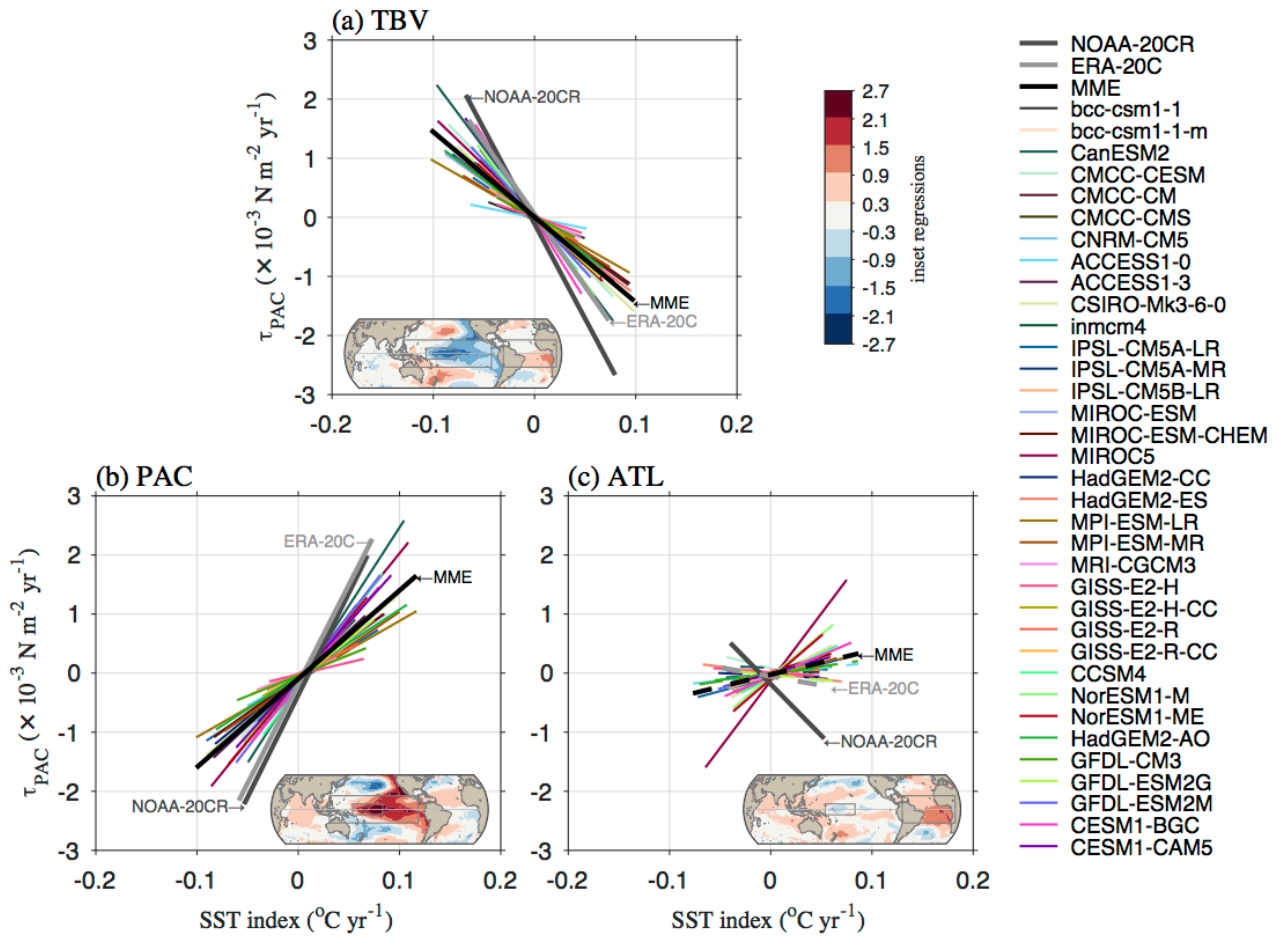 (a) TBV
3
2
1
0
-1
-2
-3
τPAC (× 10⁻³ N m⁻² yr⁻¹)
←NOAA-20CR
←MME
←ERA-20C
-0.2 -0.1 0 0.1 0.2
2.7
2.1
1.5
0.9
0.3
-0.3
-0.9
-1.5
-2.1
-2.7
inset regressions
(b) PAC
3
2
1
0
-1
-2
-3
τPAC (× 10⁻³ N m⁻² yr⁻¹)
ERA-20C→
←MME
NOAA-20CR→
-0.2 -0.1 0 0.1 0.2
SST index (°C yr⁻¹)
(c) ATL
3
2
1
0
-1
-2
-3
←MME
←ERA-20C
←NOAA-20CR
-0.2 -0.1 0 0.1 0.2
SST index (°C yr⁻¹)
NOAA-20CR
ERA-20C
MME
bcc-csm1-1
bcc-csm1-1-m
CanESM2
CMCC-CESM
CMCC-CM
CMCC-CMS
CNRM-CM5
ACCESS1-0
ACCESS1-3
CSIRO-Mk3-6-0
inmcm4
IPSL-CM5A-LR
IPSL-CM5A-MR
IPSL-CM5B-LR
MIROC-ESM
MIROC-ESM-CHEM
MIROC5
HadGEM2-CC
HadGEM2-ES
MPI-ESM-LR
MPI-ESM-MR
MRI-CGCM3
GISS-E2-H
GISS-E2-H-CC
GISS-E2-R
GISS-E2-R-CC
CCSM4
NorESM1-M
NorESM1-ME
HadGEM2-AO
GFDL-CM3
GFDL-ESM2G
GFDL-ESM2M
CESM1-BGC
CESM1-CAM5